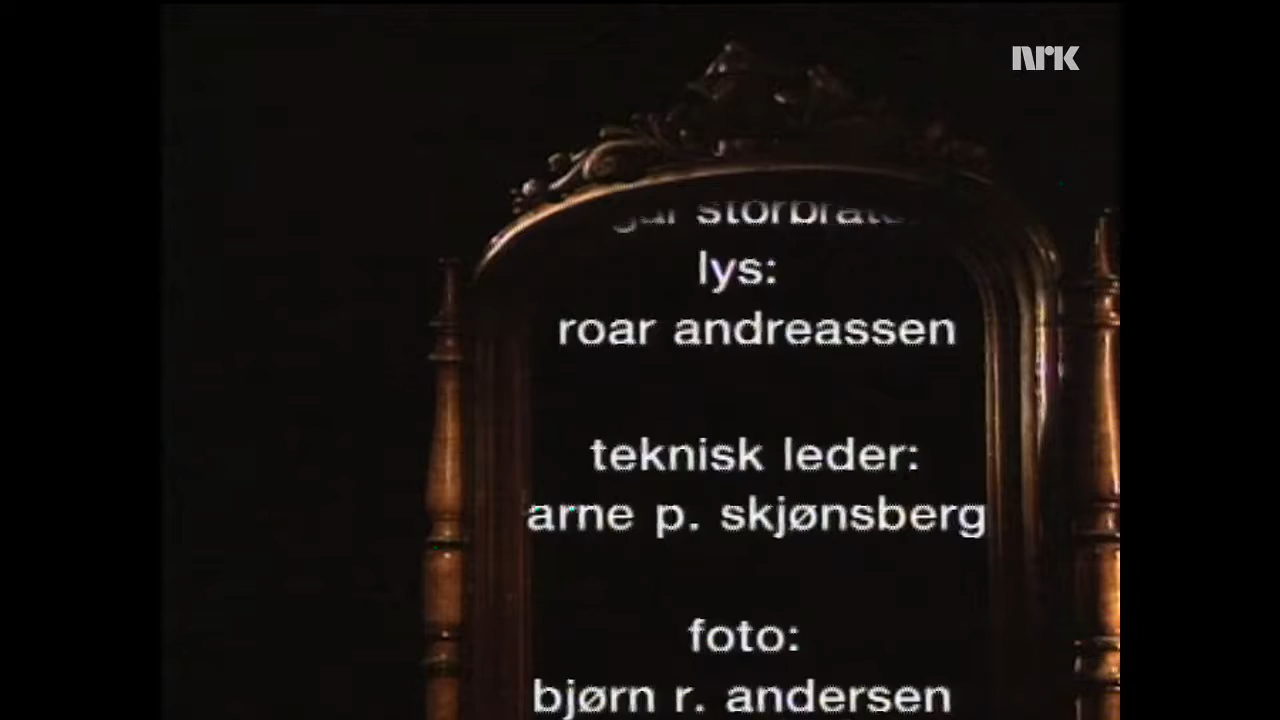 NRK
lys:
roar andreassen
teknisk leder:
arne p. skjønsberg
foto:
bjørn r. andersen